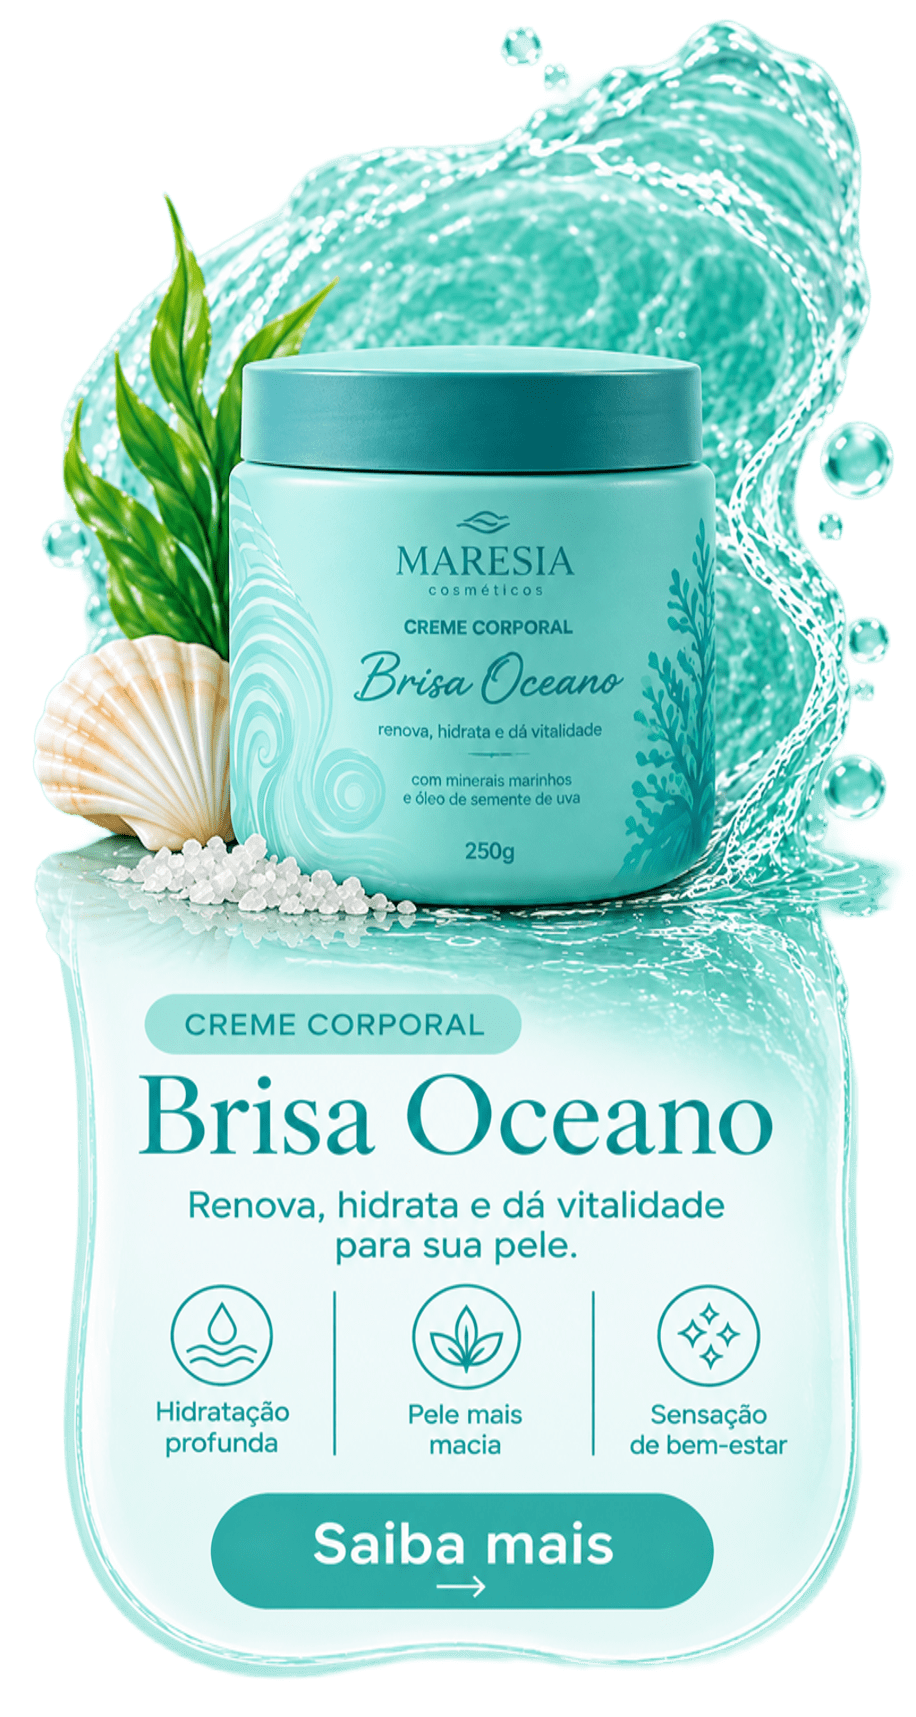 MARESIA
cosméticos
CREME CORPORAL
Brisa Oceano
renova, hidrata e dá vitalidade
com minerais marinhos
e óleo de semente de uva
250g
CREME CORPORAL
Brisa Oceano
Renova, hidrata e dá vitalidade
para sua pele.
Hidratação
profunda
Pele mais
macia
Sensação
de bem-estar
Saiba mais